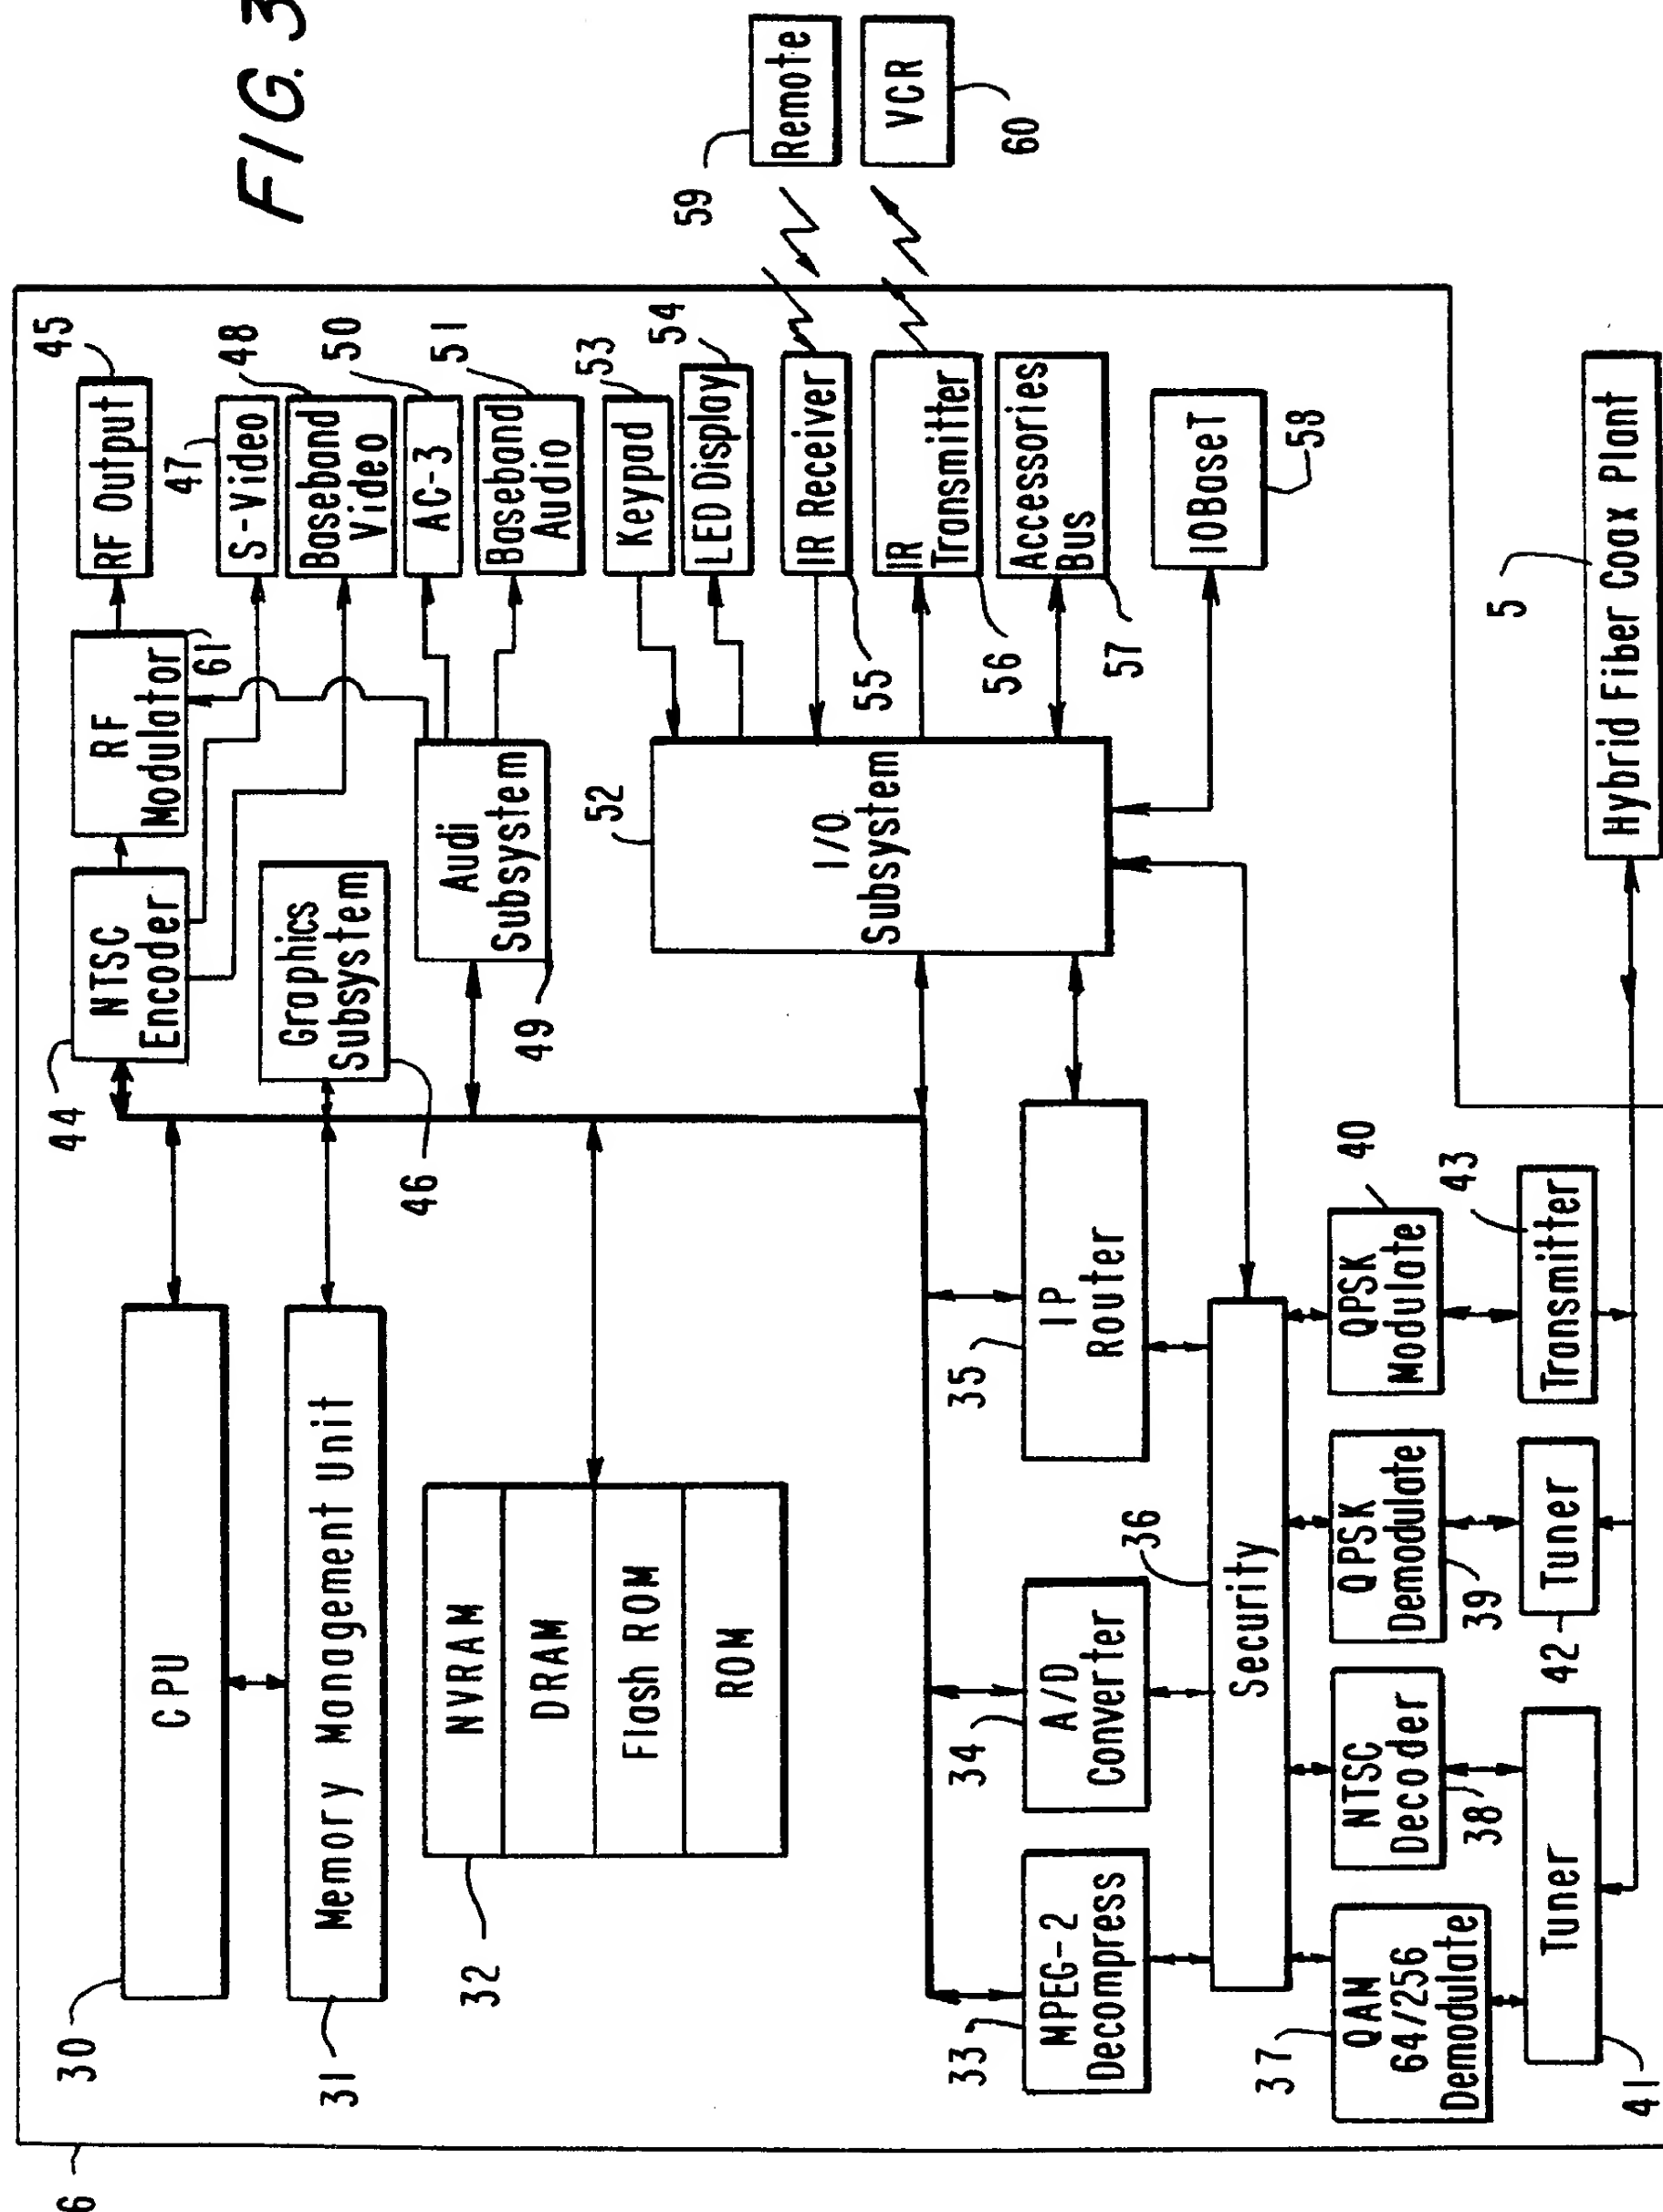 FIG. 3
6
30
CPU
31
Memory Management Unit
32
NVRAM
DRAM
Flash ROM
ROM
44
NTSC
Encoder
RF
Modulator
61
45
RF Output
47
S-Video
48
Baseband
Video
50
AC-3
51
Baseband
Audio
46
Graphics
Subsystem
49
Audi
Subsystem
52
I/O
Subsystem
53
Keypad
54
LED Display
55
IR Receiver
56
IR
Transmitter
57
Accessories
Bus
58
10BaseT
59
Remote
60
VCR
33
MPEG-2
Decompress
34
A/D
Converter
35
IP
Router
36
Security
37
QAM
64/256
Demodulate
38
NTSC
Decoder
39
QPSK
Demodulate
40
QPSK
Modulate
41
Tuner
42
Tuner
43
Transmitter
5
Hybrid Fiber Coax Plant